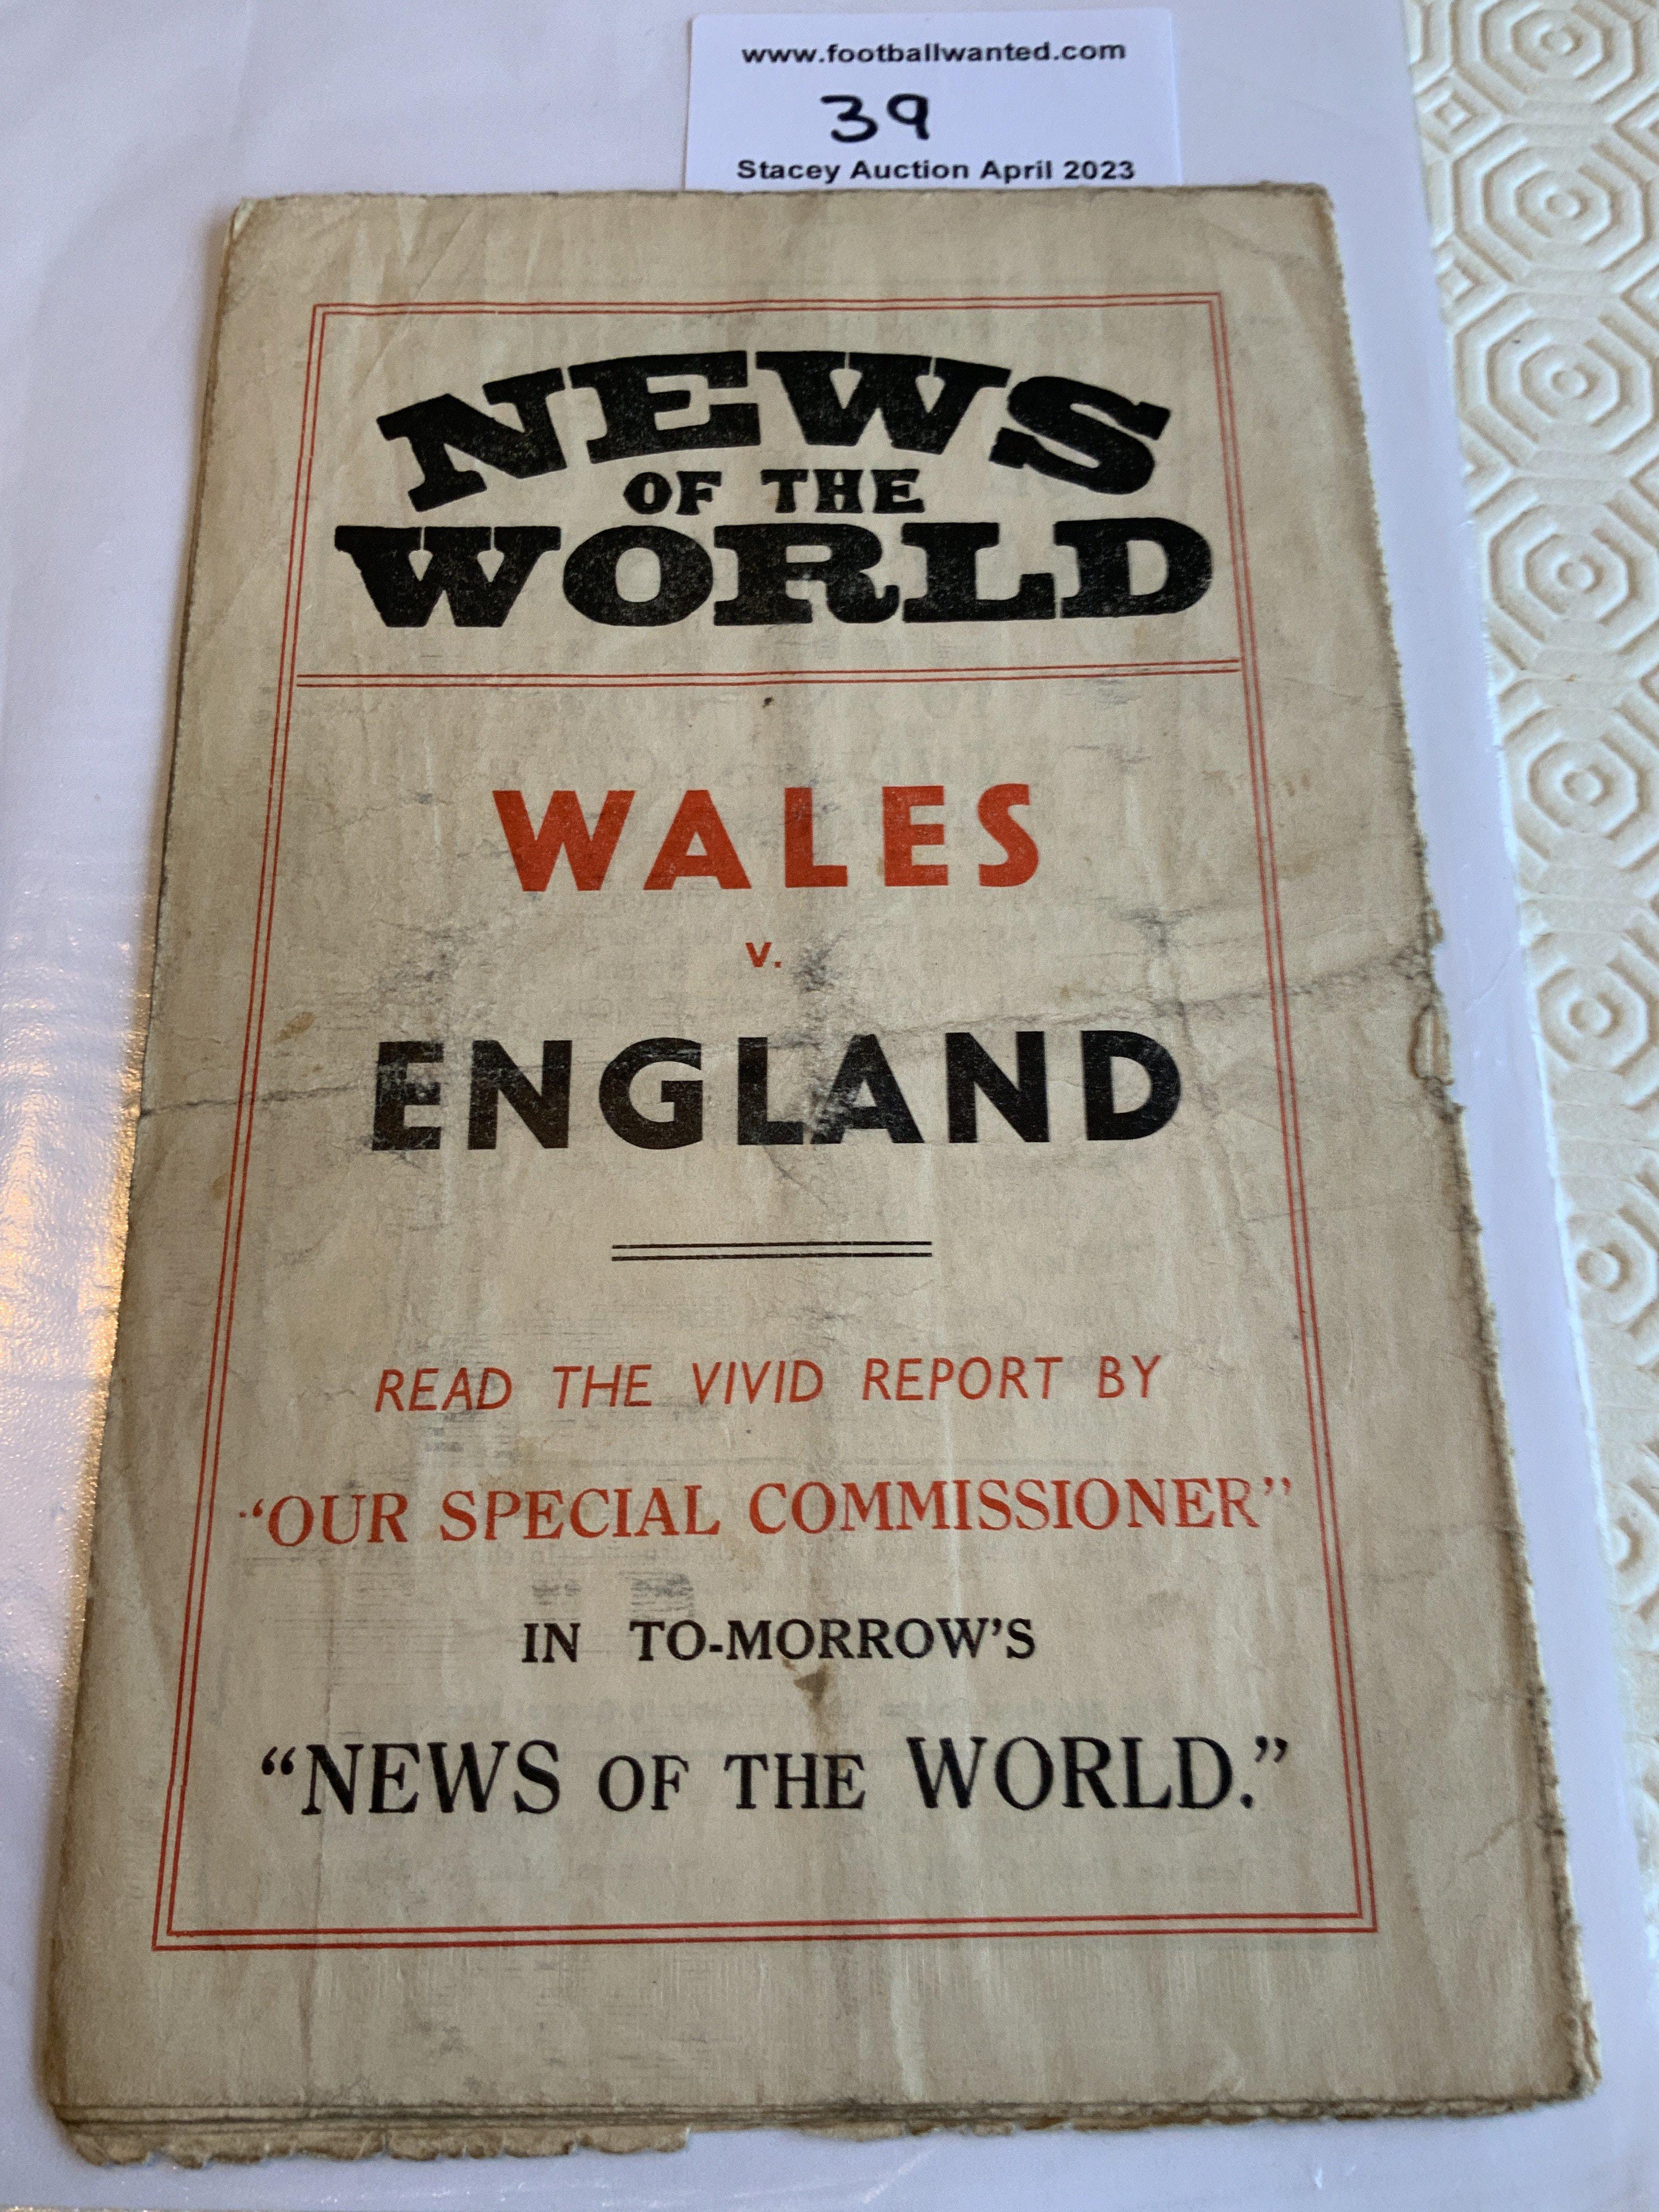 www.footballwanted.com
39
Stacey Auction April 2023
NEWS
OF THE
WORLD
WALES
v.
ENGLAND
READ THE VIVID REPORT BY
“OUR SPECIAL COMMISSIONER”
IN TO-MORROW’S
“NEWS OF THE WORLD.”